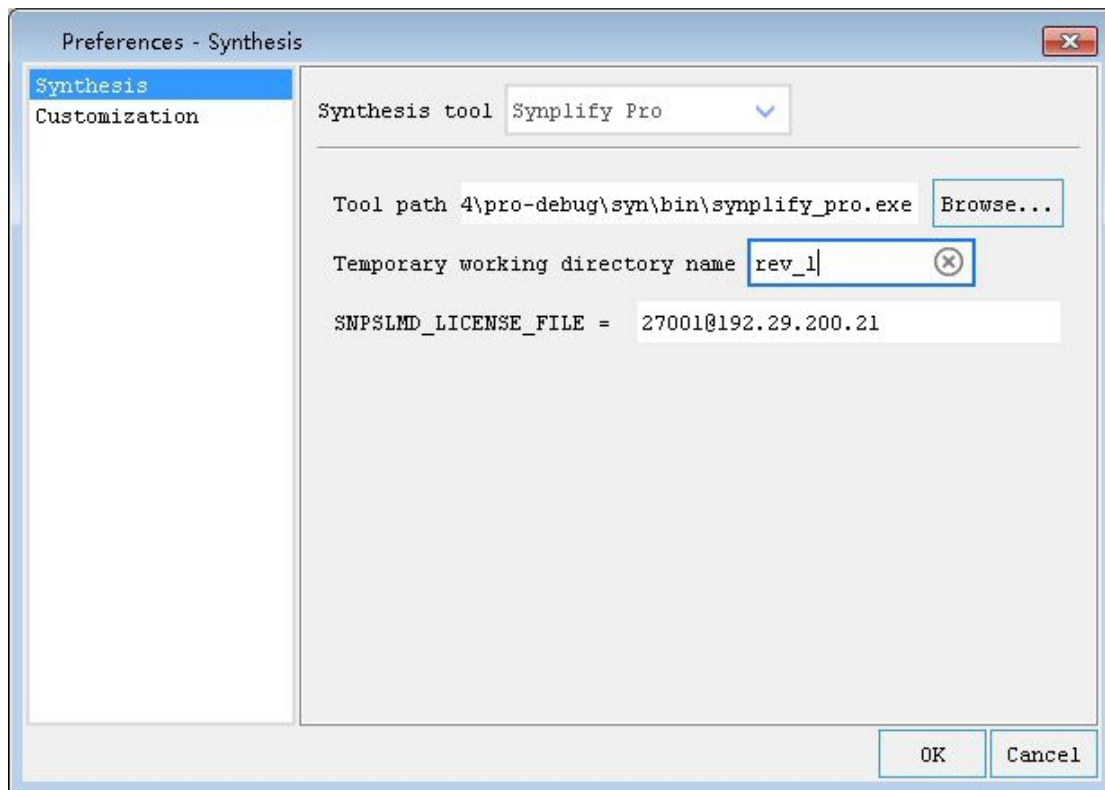 Preferences - Synthesis
Synthesis
Customization
Synthesis tool Synplify Pro
Tool path 4\pro-debug\syn\bin\synplify_pro.exe Browse...
Temporary working directory name rev_1
SNPSLMD_LICENSE_FILE = 27001@192.29.200.21
OK Cancel